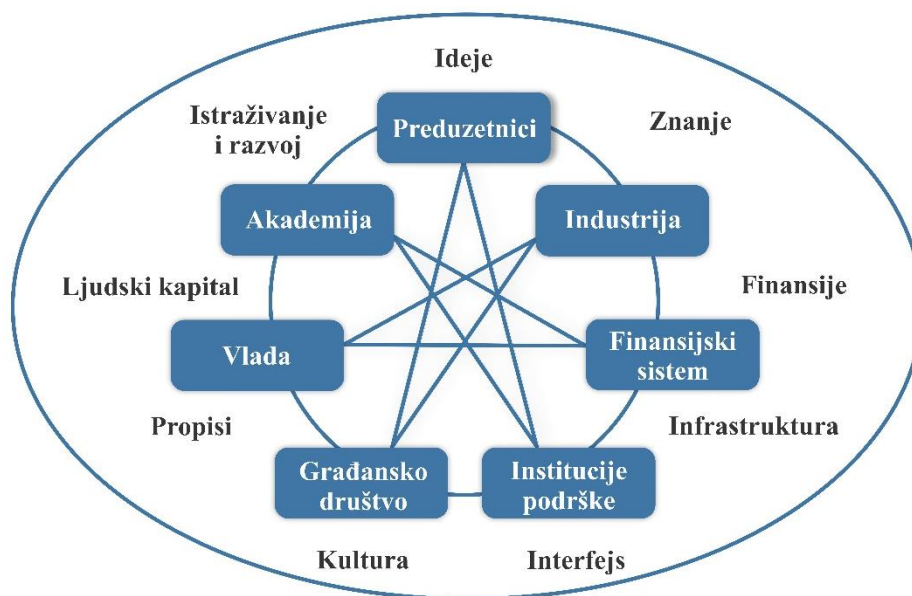 Ideje
Istraživanje
i razvoj
Preduzetnici
Znanje
Akademija
Industrija
Ljudski kapital
Finansije
Vlada
Finansijski
sistem
Propisi
Infrastruktura
Građansko
društvo
Institucije
podrške
Kultura
Interfejs